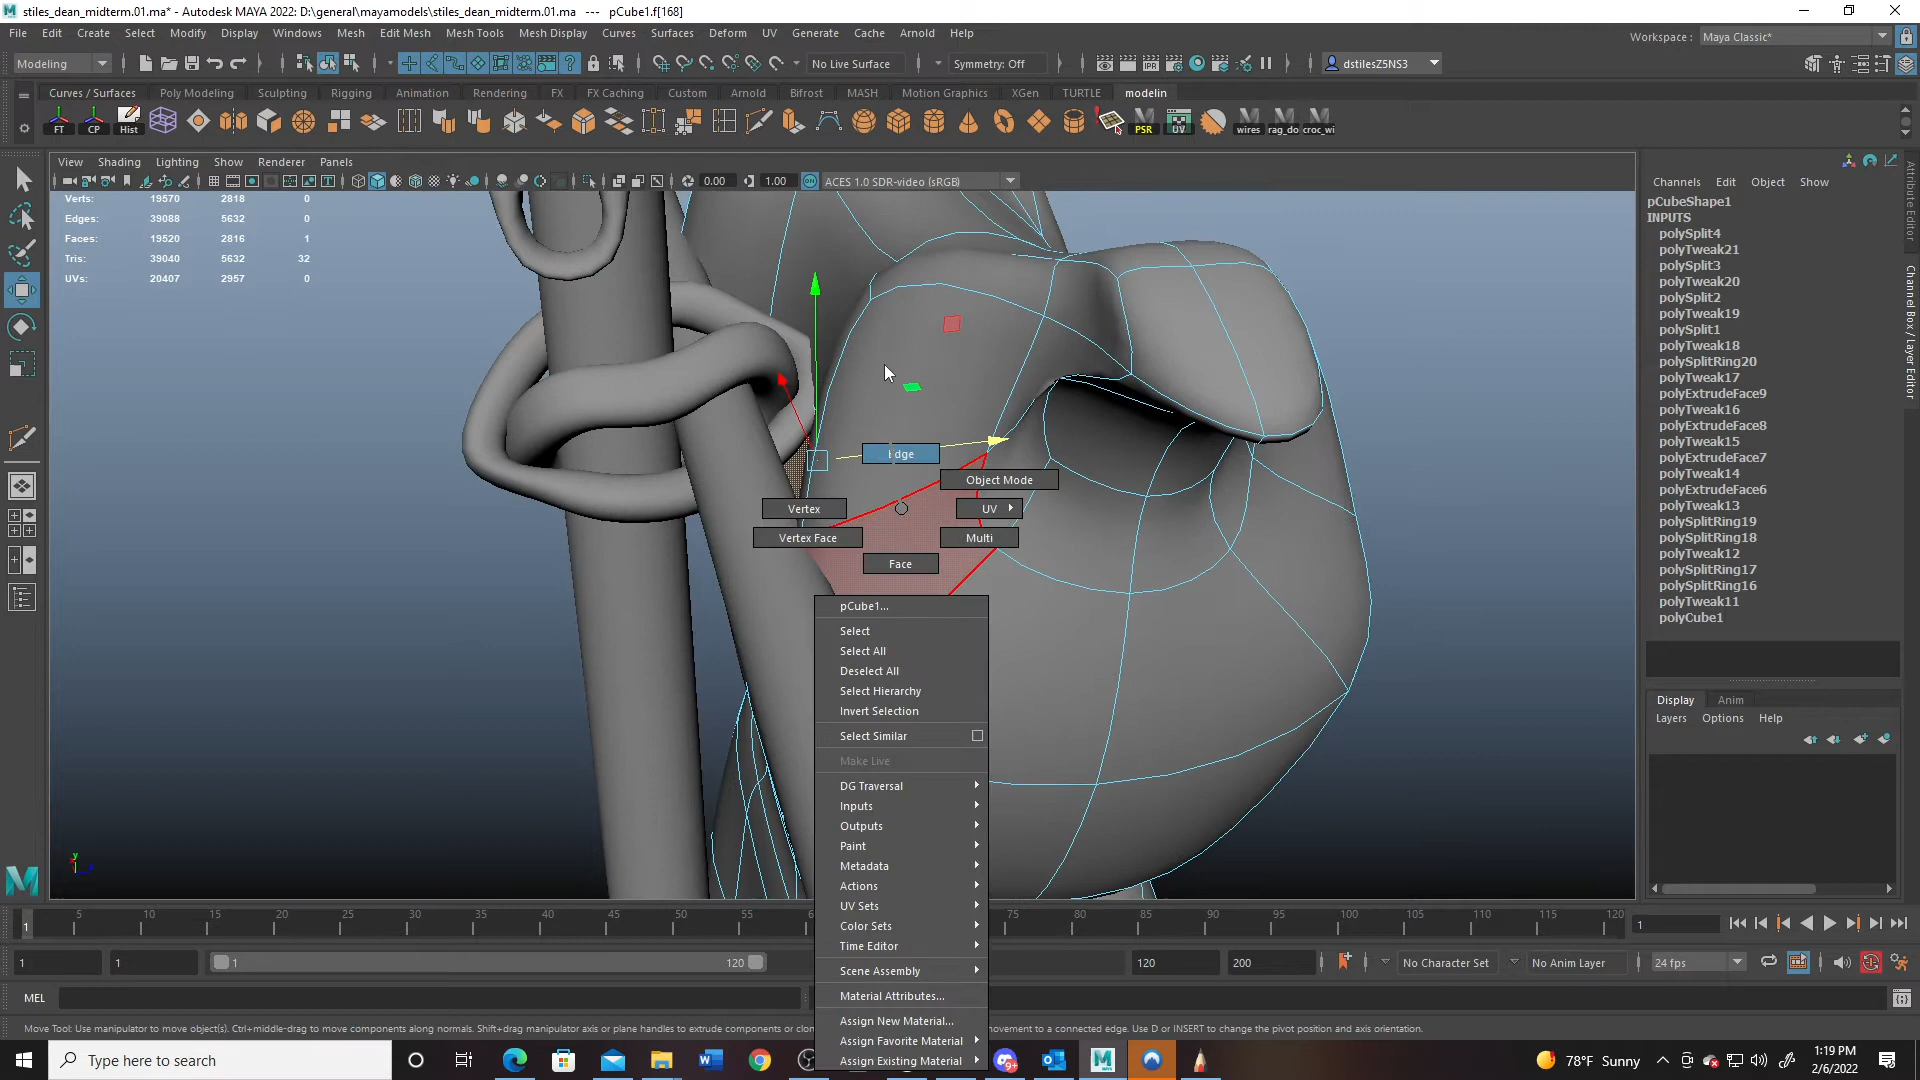 stiles_dean_midterm.01.ma* - Autodesk MAYA 2022: D:\general\mayamodels\stiles_dean_midterm.01.ma   ---   pCube1.f[168]
File Edit Create Select Modify Display Windows Mesh Edit Mesh Mesh Tools Mesh Display Curves Surfaces Deform UV Generate Cache Arnold Help
Workspace : Maya Classic*
Modeling No Live Surface Symmetry: Off dstilesZ5NS3
Curves / Surfaces Poly Modeling Sculpting Rigging Animation Rendering FX FX Caching Custom Arnold Bifrost MASH Motion Graphics XGen TURTLE modelin
FT CP Hist PSR UV wires rag_do croc_wi
View Shading Lighting Show Renderer Panels
0.00 1.00 ACES 1.0 SDR-video (sRGB)
Verts: 19570 2818 0
Edges: 39088 5632 0
Faces: 19520 2816 1
Tris: 39040 5632 32
UVs: 20407 2957 0
Edge
Object Mode
Vertex
UV
Vertex Face
Multi
Face
pCube1...
Select
Select All
Deselect All
Select Hierarchy
Invert Selection
Select Similar
Make Live
DG Traversal
Inputs
Outputs
Paint
Metadata
Actions
UV Sets
Color Sets
Time Editor
Scene Assembly
Material Attributes...
Assign New Material...
Assign Favorite Material
Assign Existing Material
Channels Edit Object Show
pCubeShape1
INPUTS
polySplit4
polyTweak21
polySplit3
polyTweak20
polySplit2
polyTweak19
polySplit1
polyTweak18
polySplitRing20
polyTweak17
polyExtrudeFace9
polyTweak16
polyExtrudeFace8
polyTweak15
polyExtrudeFace7
polyTweak14
polyExtrudeFace6
polyTweak13
polySplitRing19
polySplitRing18
polyTweak12
polySplitRing17
polySplitRing16
polyTweak11
polyCube1
Attribute Editor
Channel Box / Layer Editor
Display Anim
Layers Options Help
1 5 10 15 20 25 30 35 40 45 50 55 6 75 80 85 90 95 100 105 110 115 120 1
1 1 1 120 120 200 No Character Set No Anim Layer 24 fps
MEL
Move Tool: Use manipulator to move object(s). Ctrl+middle-drag to move components along normals. Shift+drag manipulator axis or plane handles to extrude components or clon
movement to a connected edge. Use D or INSERT to change the pivot position and axis orientation.
Type here to search
78°F Sunny
1:19 PM
2/6/2022